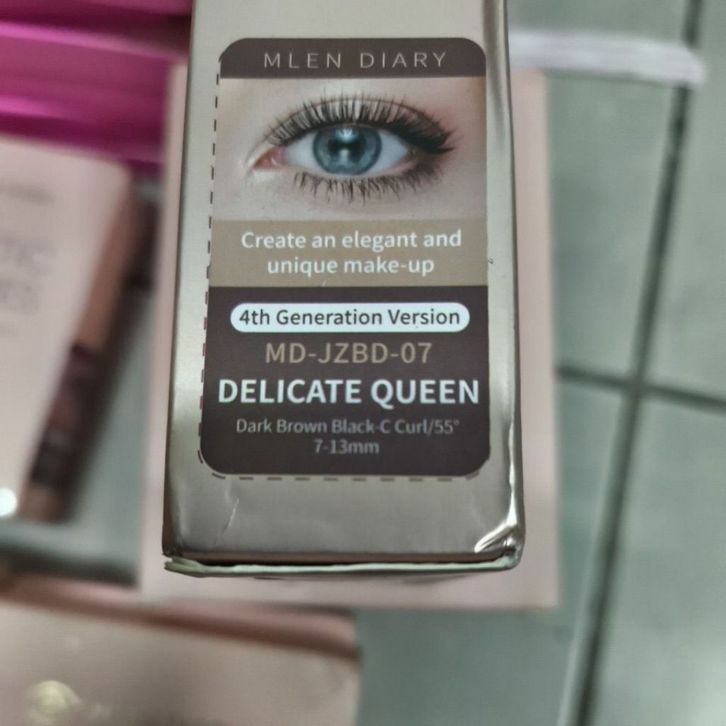 MLEN DIARY
Create an elegant and
unique make-up
4th Generation Version
MD-JZBD-07
DELICATE QUEEN
Dark Brown Black-C Curl/55°
7-13mm